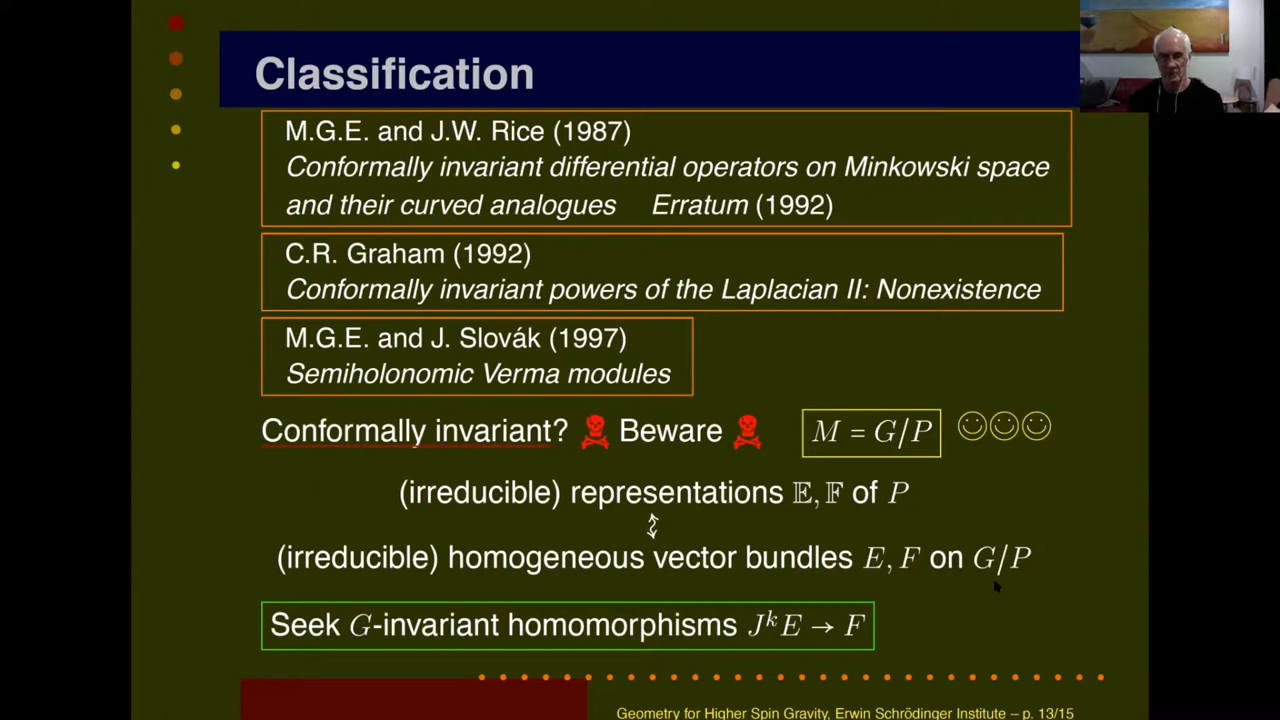 Classification
M.G.E. and J.W. Rice (1987)
Conformally invariant differential operators on Minkowski space
and their curved analogues Erratum (1992)
C.R. Graham (1992)
Conformally invariant powers of the Laplacian II: Nonexistence
M.G.E. and J. Slovák (1997)
Semiholonomic Verma modules
Conformally invariant? ☠ Beware ☠ M = G/P ☺☺☺
(irreducible) representations 𝔼, 𝔽 of P
↕
(irreducible) homogeneous vector bundles E, F on G/P
Seek G-invariant homomorphisms JᵏE → F
Geometry for Higher Spin Gravity, Erwin Schrödinger Institute – p. 13/15